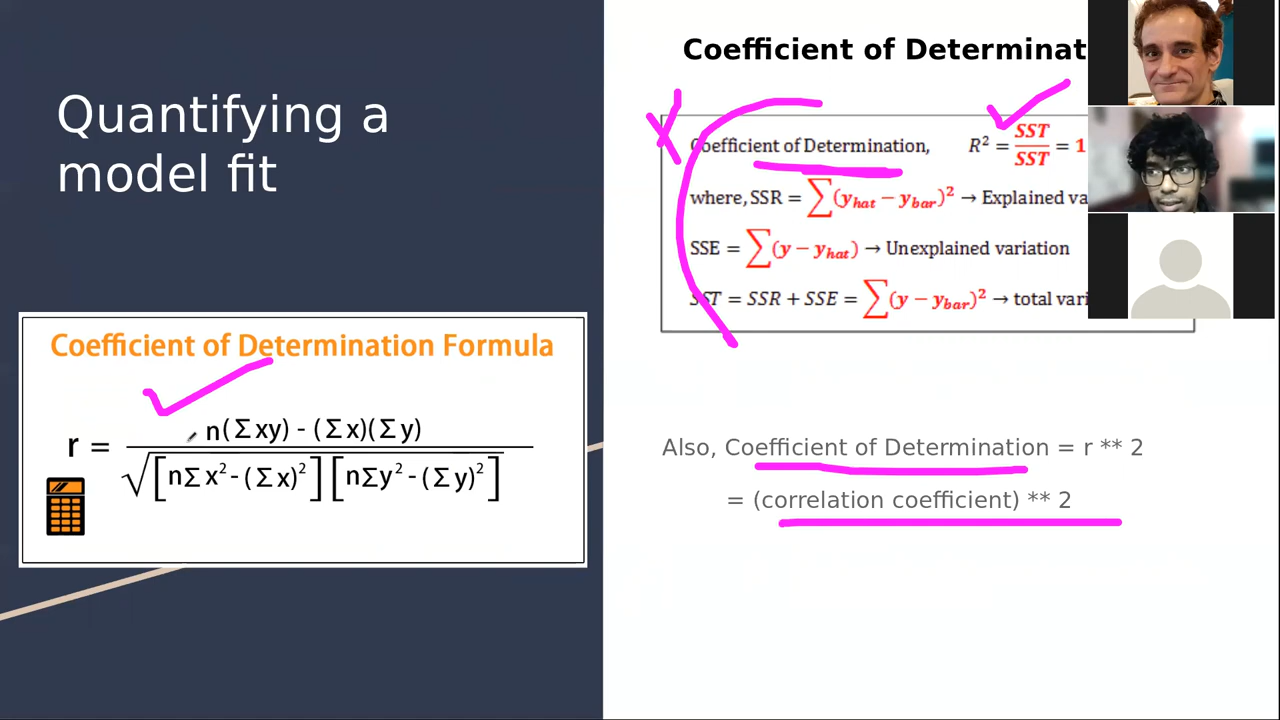 Quantifying a
model fit
Coefficient of Determination Formula
r = n(Σxy) - (Σx)(Σy)
√[nΣx²-(Σx)²][nΣy²-(Σy)²]
Coefficient of Determinat
Coefficient of Determination, R² = SST/SST = 1
where, SSR = ∑(y_hat − y_bar)² → Explained va
SSE = ∑(y − y_hat) → Unexplained variation
SST = SSR + SSE = ∑(y − y_bar)² → total vari
Also, Coefficient of Determination = r ** 2
= (correlation coefficient) ** 2